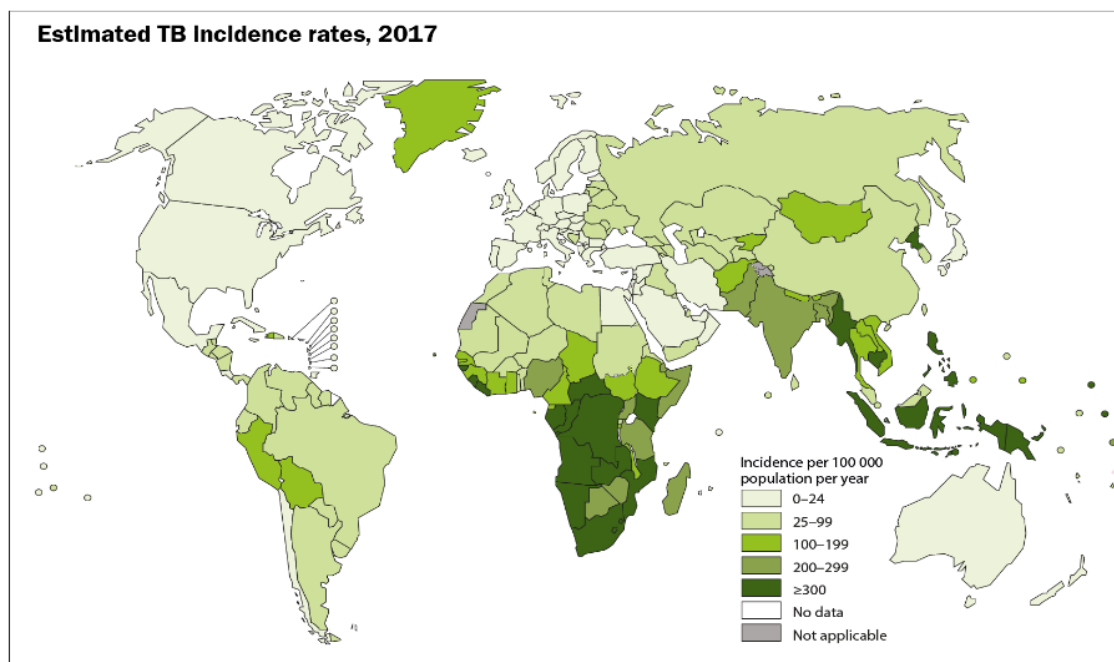 Estimated TB incidence rates, 2017
Incidence per 100 000
population per year
0–24
25–99
100–199
200–299
≥300
No data
Not applicable